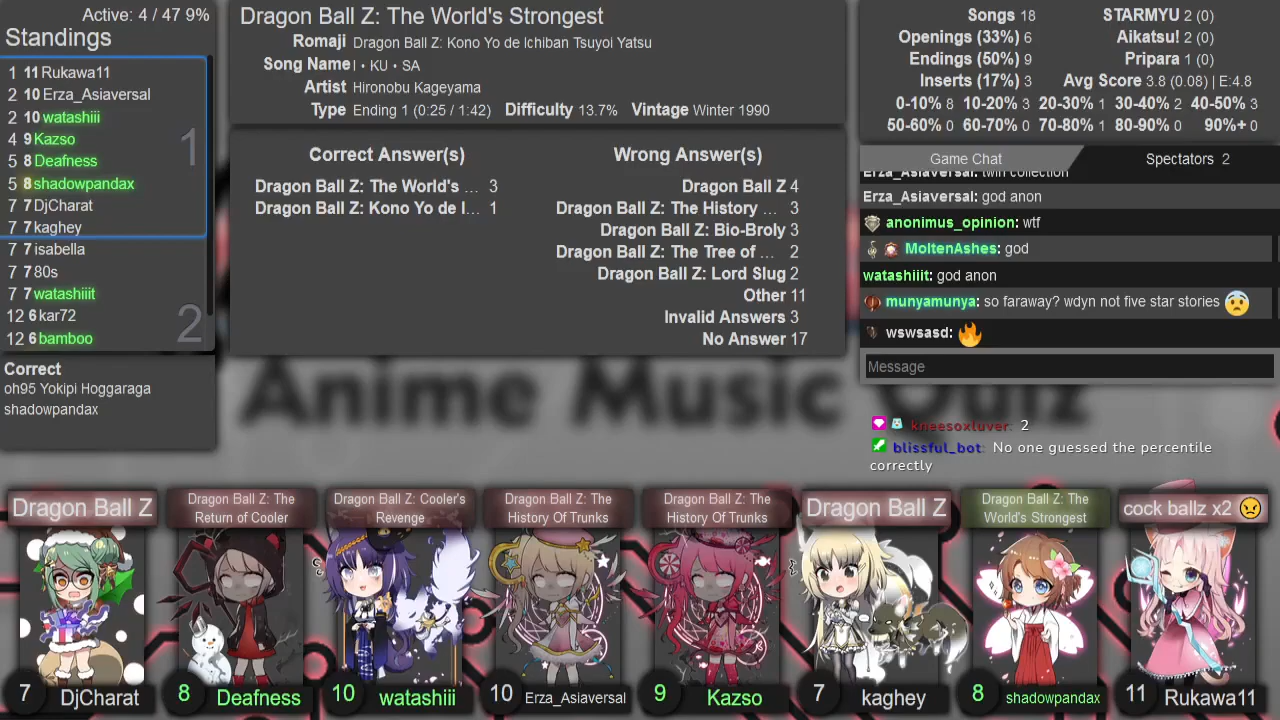 Active: 4 / 47 9%
Standings
1 11 Rukawa11
2 10 Erza_Asiaversal
2 10 watashiii
4 9 Kazso
5 8 Deafness
5 8 shadowpandax
7 7 DjCharat
7 7 kaghey
1
7 7 isabella
7 7 80s
7 7 watashiiit
12 6 kar72
12 6 bamboo
2
Correct
oh95 Yokipi Hoggaraga
shadowpandax
Dragon Ball Z: The World's Strongest
Romaji Dragon Ball Z: Kono Yo de Ichiban Tsuyoi Yatsu
Song Name I・KU・SA
Artist Hironobu Kageyama
Type Ending 1 (0:25 / 1:42) Difficulty 13.7% Vintage Winter 1990
Correct Answer(s)
Dragon Ball Z: The World's ... 3
Dragon Ball Z: Kono Yo de I... 1
Wrong Answer(s)
Dragon Ball Z 4
Dragon Ball Z: The History ... 3
Dragon Ball Z: Bio-Broly 3
Dragon Ball Z: The Tree of ... 2
Dragon Ball Z: Lord Slug 2
Other 11
Invalid Answers 3
No Answer 17
Songs 18 STARMYU 2 (0)
Openings (33%) 6 Aikatsu! 2 (0)
Endings (50%) 9 Pripara 1 (0)
Inserts (17%) 3 Avg Score 3.8 (0.08) | E:4.8
0-10% 8 10-20% 3 20-30% 1 30-40% 2 40-50% 3
50-60% 0 60-70% 0 70-80% 1 80-90% 0 90%+ 0
Game Chat Spectators 2
Erza_Asiaversal: twin collection
Erza_Asiaversal: god anon
anonimus_opinion: wtf
MoltenAshes: god
watashiiit: god anon
munyamunya: so faraway? wdyn not five star stories 😰
wswsasd: 🔥
Message
Anime Music Quiz
kneesoxluver: 2
blissful_bot: No one guessed the percentile
correctly
Dragon Ball Z
Dragon Ball Z: The
Return of Cooler
Dragon Ball Z: Cooler's
Revenge
Dragon Ball Z: The
History Of Trunks
Dragon Ball Z: The
History Of Trunks
Dragon Ball Z
Dragon Ball Z: The
World's Strongest
cock ballz x2 😠
7 DjCharat
8 Deafness
10 watashiii
10 Erza_Asiaversal
9 Kazso
7 kaghey
8 shadowpandax
11 Rukawa11